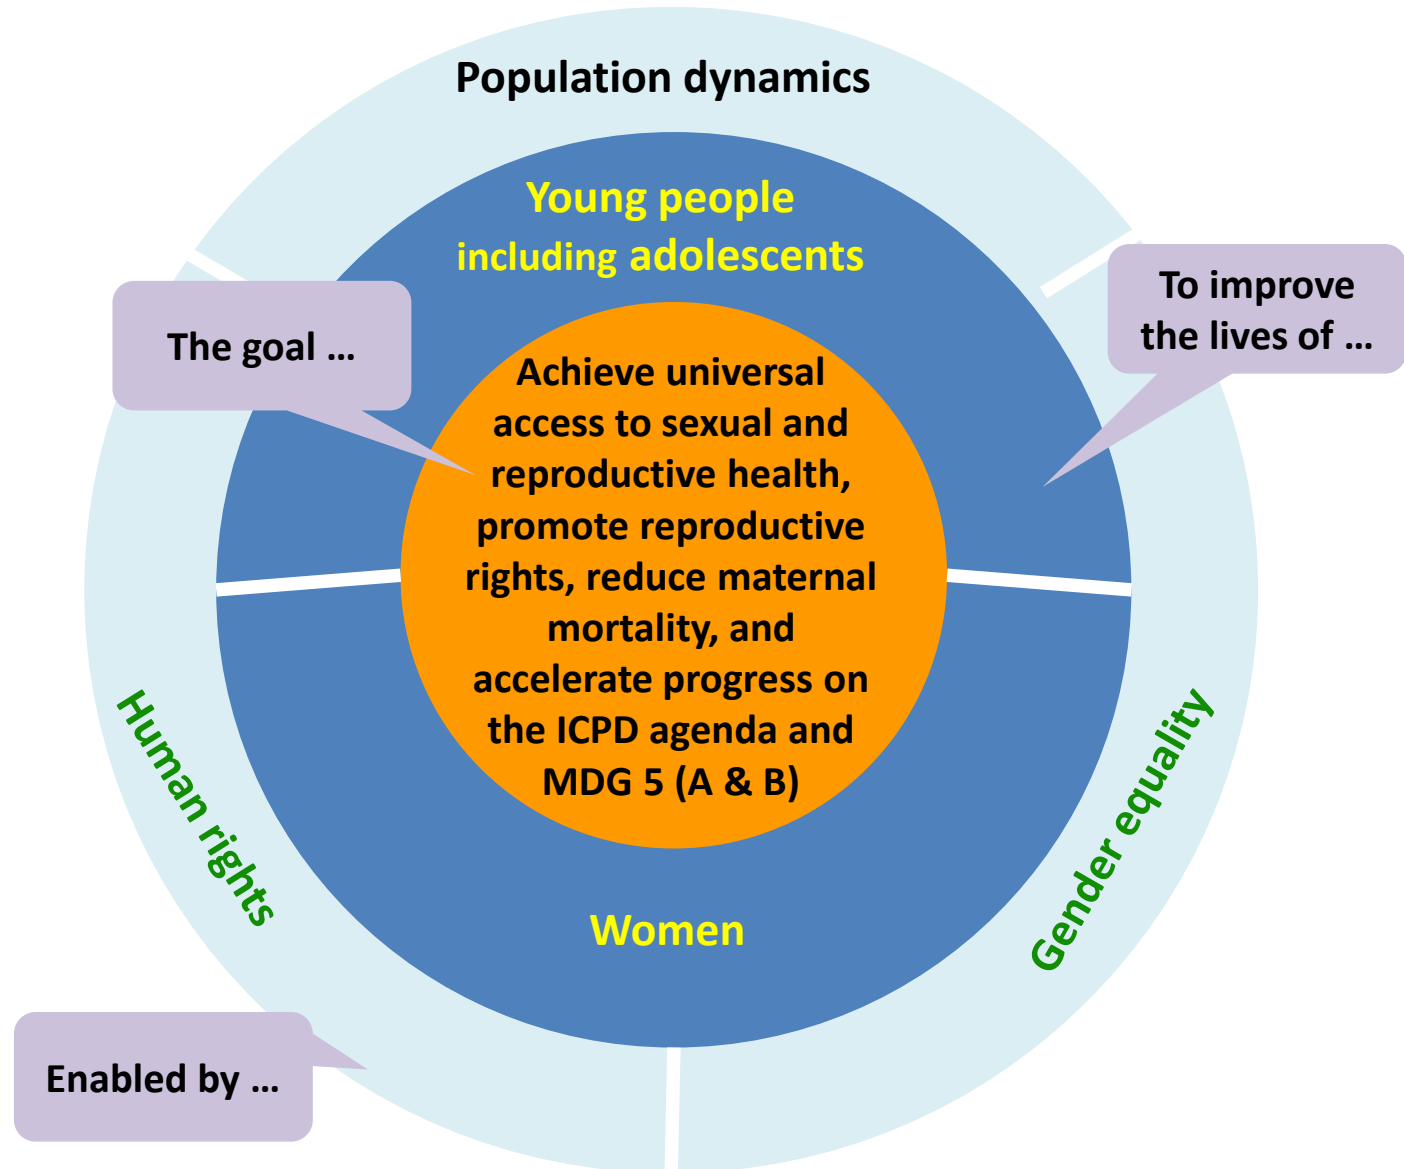 Population dynamics
Young people
including adolescents
To improve
the lives of ...
The goal ...
Achieve universal
access to sexual and
reproductive health,
promote reproductive
rights, reduce maternal
mortality, and
accelerate progress on
the ICPD agenda and
MDG 5 (A & B)
Human rights
Gender equality
Women
Enabled by ...